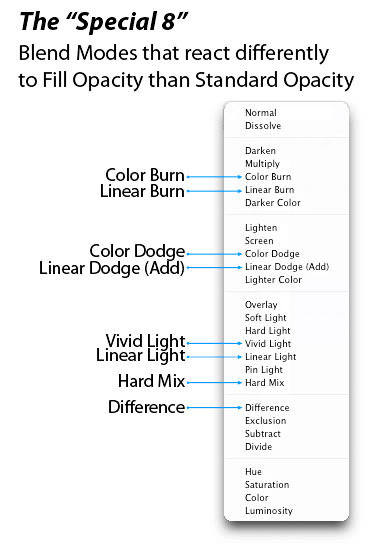 The “Special 8”
Blend Modes that react differently
to Fill Opacity than Standard Opacity
Normal
Dissolve
Darken
Multiply
Color Burn Color Burn
Linear Burn Linear Burn
Darker Color
Lighten
Screen
Color Dodge Color Dodge
Linear Dodge (Add) Linear Dodge (Add)
Lighter Color
Overlay
Soft Light
Hard Light
Vivid Light Vivid Light
Linear Light Linear Light
Pin Light
Hard Mix Hard Mix
Difference Difference
Exclusion
Subtract
Divide
Hue
Saturation
Color
Luminosity